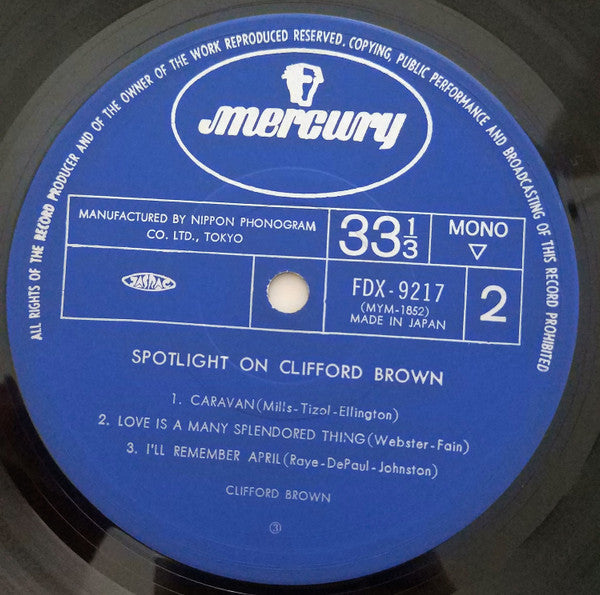 ALL RIGHTS OF THE RECORD PRODUCER AND OF THE OWNER OF THE WORK REPRODUCED RESERVED. COPYING, PUBLIC PERFORMANCE AND BROADCASTING OF THIS RECORD PROHIBITED
mercury
MANUFACTURED BY NIPPON PHONOGRAM
CO. LTD., TOKYO
33 1/3
MONO
▽
JASRAC
FDX-9217
(MYM-1852)
MADE IN JAPAN
2
SPOTLIGHT ON CLIFFORD BROWN
1. CARAVAN(Mills-Tizol-Ellington)
2. LOVE IS A MANY SPLENDORED THING(Webster-Fain)
3. I'LL REMEMBER APRIL(Raye-DePaul-Johnston)
CLIFFORD BROWN
③